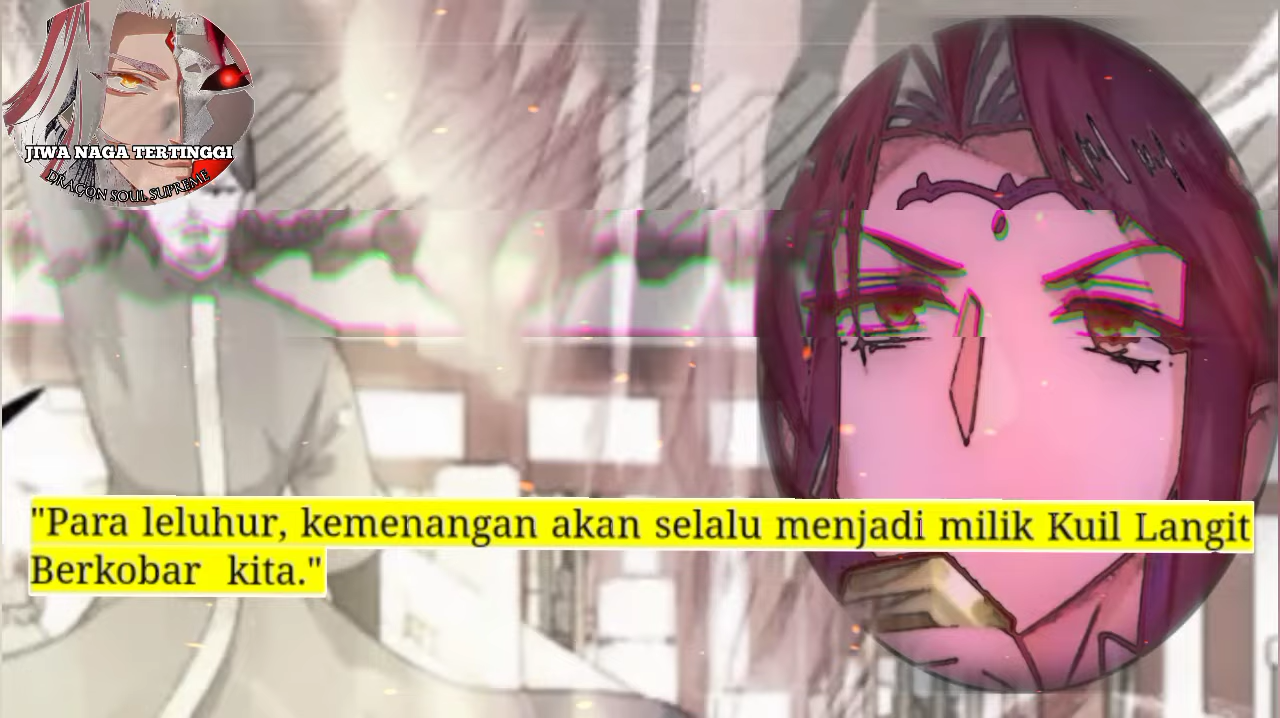 JIWA NAGA TERTINGGI
DRAGON SOUL SUPREME
"Para leluhur, kemenangan akan selalu menjadi milik Kuil Langit
Berkobar kita."